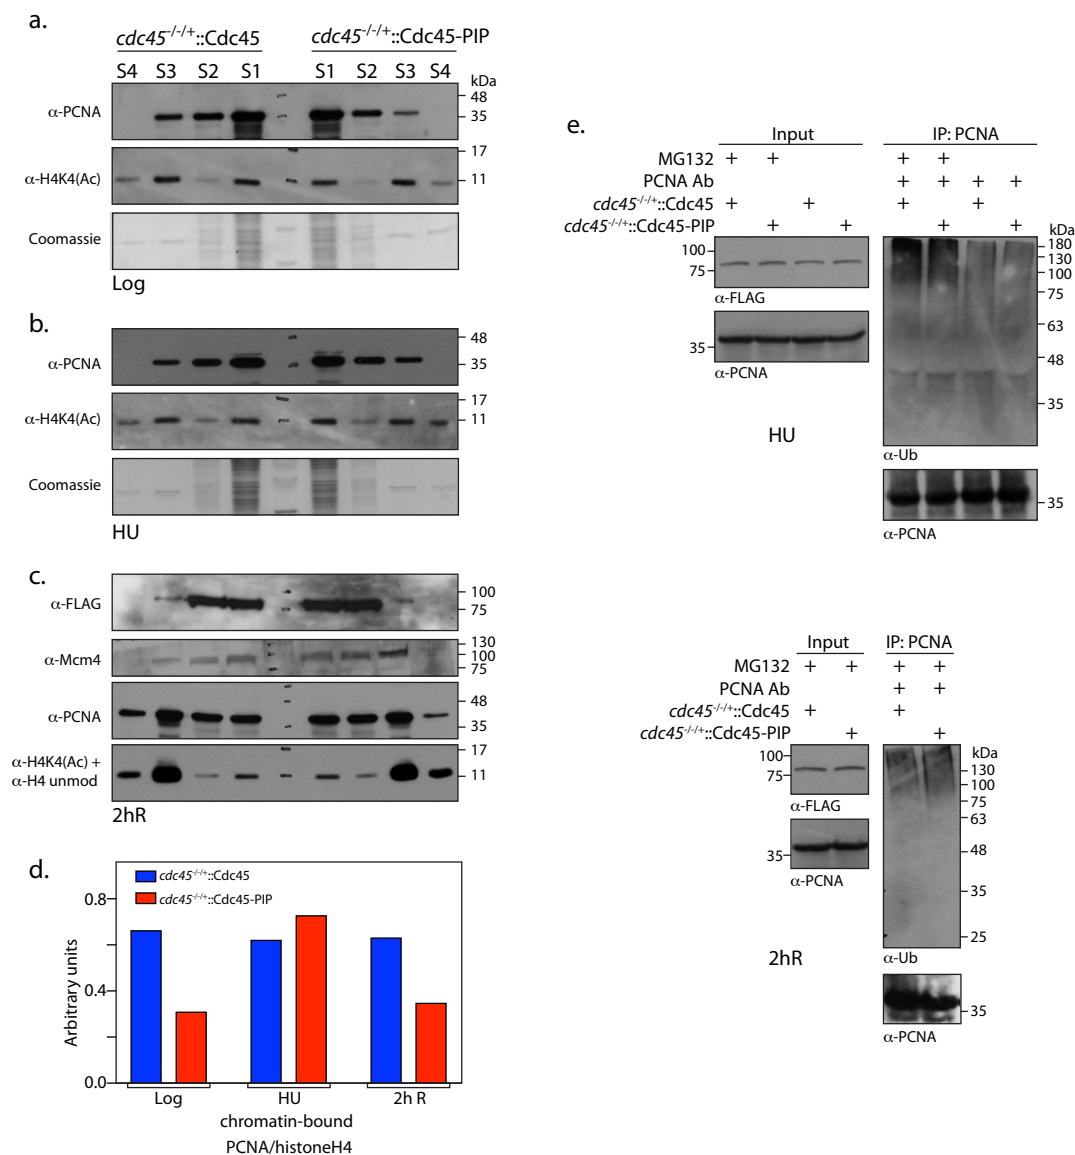 a.
cdc45-/-/+::Cdc45 cdc45-/-/+::Cdc45-PIP
S4 S3 S2 S1 S1 S2 S3 S4
kDa
α-PCNA
48
35
α-H4K4(Ac)
17
11
Coomassie
Log
b.
α-PCNA
48
35
α-H4K4(Ac)
17
11
Coomassie
HU
c.
α-FLAG
100
75
α-Mcm4
130
100
75
α-PCNA
48
35
α-H4K4(Ac) +
α-H4 unmod
17
11
2hR
d.
cdc45-/-/+::Cdc45
cdc45-/-/+::Cdc45-PIP
Arbitrary units
0.8
0.4
0.0
Log HU 2h R
chromatin-bound
PCNA/histoneH4
e.
Input IP: PCNA
MG132 + + + +
PCNA Ab + + + +
cdc45-/-/+::Cdc45 + + + +
cdc45-/-/+::Cdc45-PIP + + + +
kDa
100
75
α-FLAG
35
α-PCNA
HU
180
130
100
75
63
48
35
α-Ub
35
α-PCNA
Input IP: PCNA
MG132 + + + +
PCNA Ab + +
cdc45-/-/+::Cdc45 + +
cdc45-/-/+::Cdc45-PIP + +
100
75
α-FLAG
35
α-PCNA
2hR
kDa
130
100
75
63
48
35
25
α-Ub
35
α-PCNA